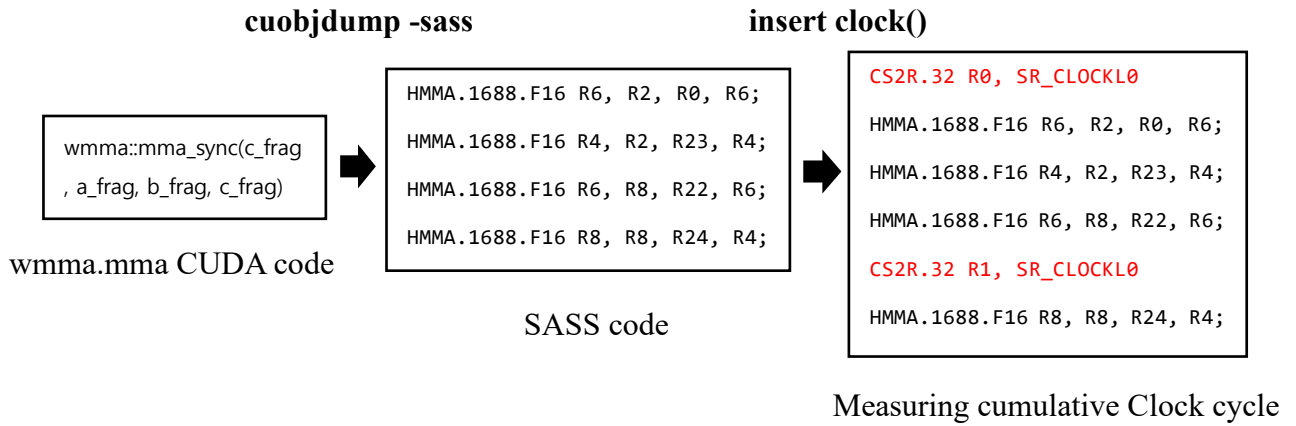 cuobjdump -sass
insert clock()
wmma::mma_sync(c_frag
, a_frag, b_frag, c_frag)
wmma.mma CUDA code
HMMA.1688.F16 R6, R2, R0, R6;
HMMA.1688.F16 R4, R2, R23, R4;
HMMA.1688.F16 R6, R8, R22, R6;
HMMA.1688.F16 R8, R8, R24, R4;
SASS code
CS2R.32 R0, SR_CLOCKL0
HMMA.1688.F16 R6, R2, R0, R6;
HMMA.1688.F16 R4, R2, R23, R4;
HMMA.1688.F16 R6, R8, R22, R6;
CS2R.32 R1, SR_CLOCKL0
HMMA.1688.F16 R8, R8, R24, R4;
Measuring cumulative Clock cycle